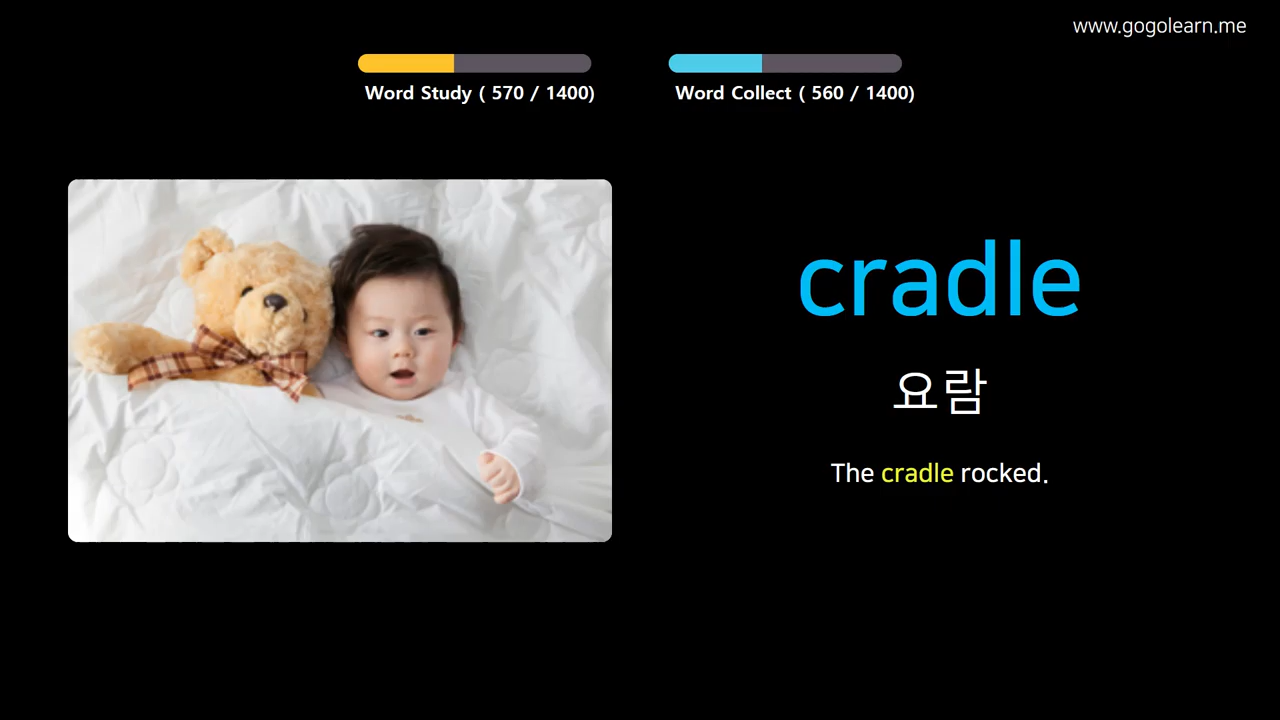 www.gogolearn.me
Word Study ( 570 / 1400)
Word Collect ( 560 / 1400)
cradle
요람
The cradle rocked.